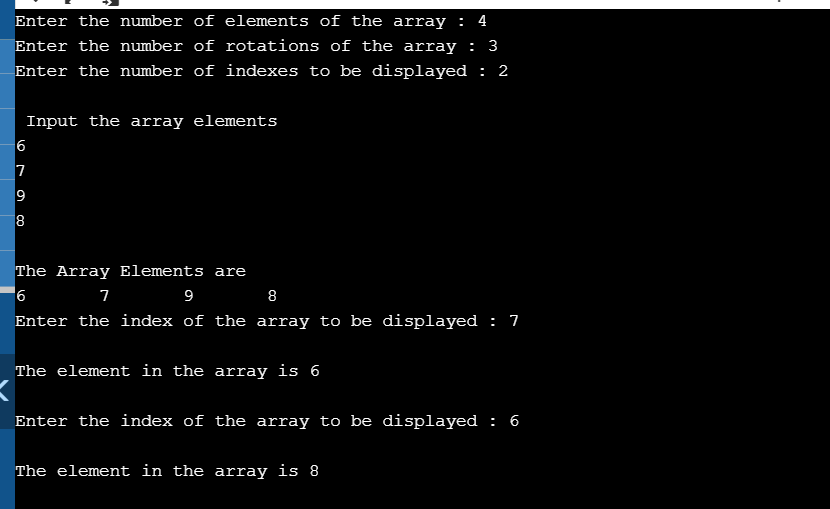 Enter the number of elements of the array : 4
Enter the number of rotations of the array : 3
Enter the number of indexes to be displayed : 2
Input the array elements
6
7
9
8
The Array Elements are
6 7 9 8
Enter the index of the array to be displayed : 7
The element in the array is 6
Enter the index of the array to be displayed : 6
The element in the array is 8